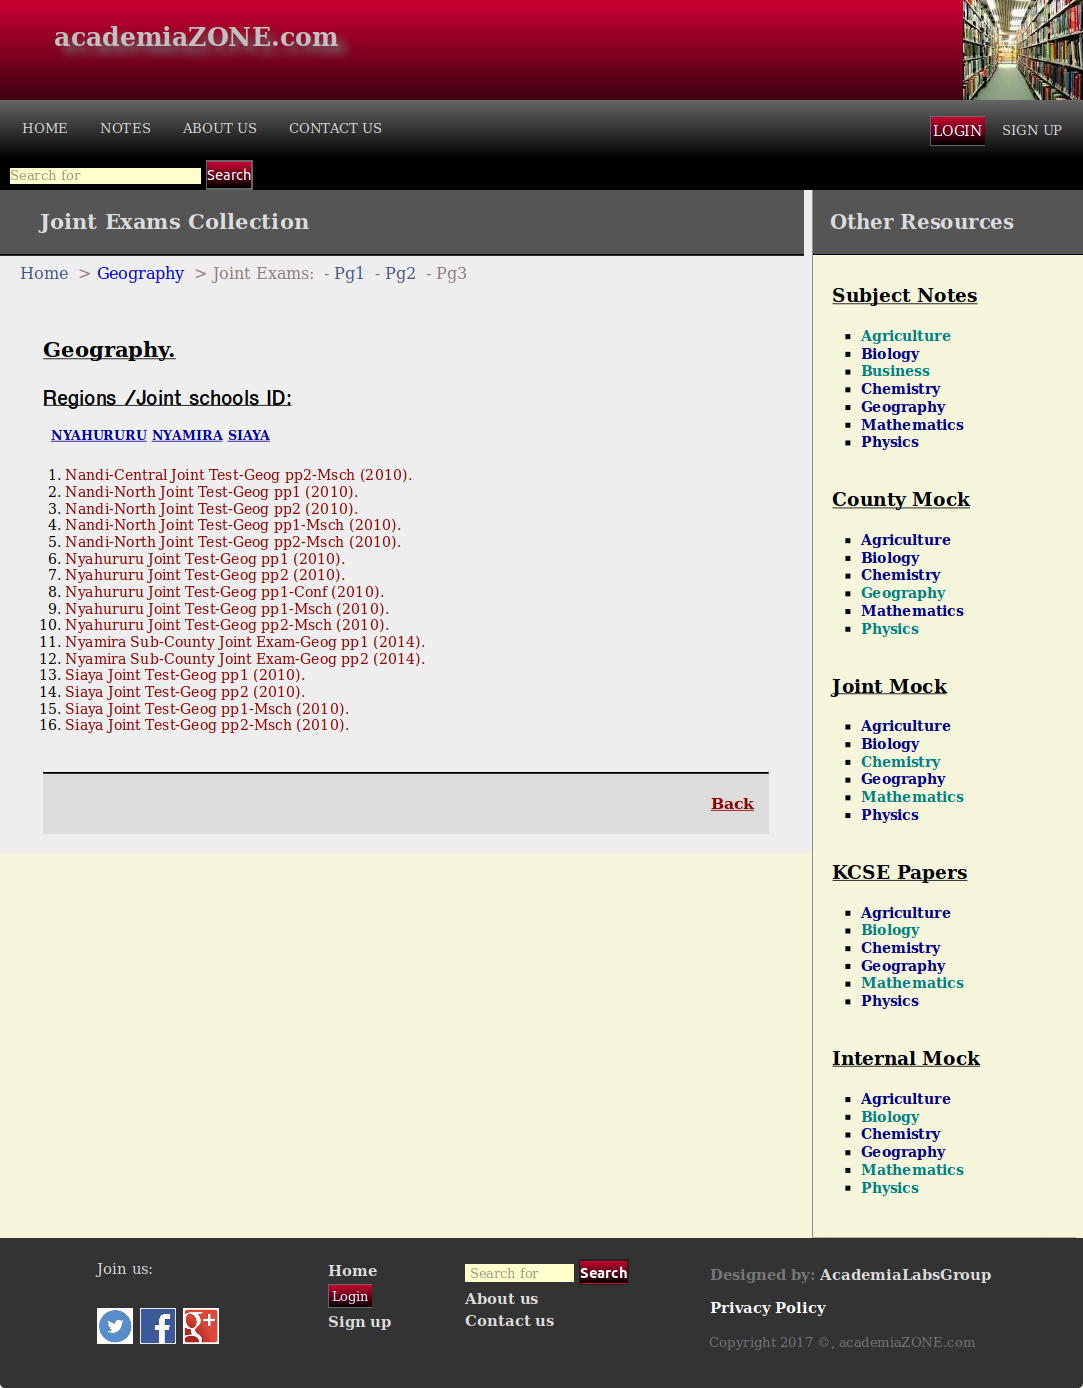 academiaZONE.com
HOME NOTES ABOUT US CONTACT US LOGIN SIGN UP
Search for Search
Joint Exams Collection
Home > Geography > Joint Exams: - Pg1 - Pg2 - Pg3
Geography.
Regions /Joint schools ID:
NYAHURURU NYAMIRA SIAYA
1. Nandi-Central Joint Test-Geog pp2-Msch (2010).
2. Nandi-North Joint Test-Geog pp1 (2010).
3. Nandi-North Joint Test-Geog pp2 (2010).
4. Nandi-North Joint Test-Geog pp1-Msch (2010).
5. Nandi-North Joint Test-Geog pp2-Msch (2010).
6. Nyahururu Joint Test-Geog pp1 (2010).
7. Nyahururu Joint Test-Geog pp2 (2010).
8. Nyahururu Joint Test-Geog pp1-Conf (2010).
9. Nyahururu Joint Test-Geog pp1-Msch (2010).
10. Nyahururu Joint Test-Geog pp2-Msch (2010).
11. Nyamira Sub-County Joint Exam-Geog pp1 (2014).
12. Nyamira Sub-County Joint Exam-Geog pp2 (2014).
13. Siaya Joint Test-Geog pp1 (2010).
14. Siaya Joint Test-Geog pp2 (2010).
15. Siaya Joint Test-Geog pp1-Msch (2010).
16. Siaya Joint Test-Geog pp2-Msch (2010).
Back
Other Resources
Subject Notes
Agriculture
Biology
Business
Chemistry
Geography
Mathematics
Physics
County Mock
Agriculture
Biology
Chemistry
Geography
Mathematics
Physics
Joint Mock
Agriculture
Biology
Chemistry
Geography
Mathematics
Physics
KCSE Papers
Agriculture
Biology
Chemistry
Geography
Mathematics
Physics
Internal Mock
Agriculture
Biology
Chemistry
Geography
Mathematics
Physics
Join us:
Home
Login
Sign up
Search for Search
About us
Contact us
Designed by: AcademiaLabsGroup
Privacy Policy
Copyright 2017 ©, academiaZONE.com